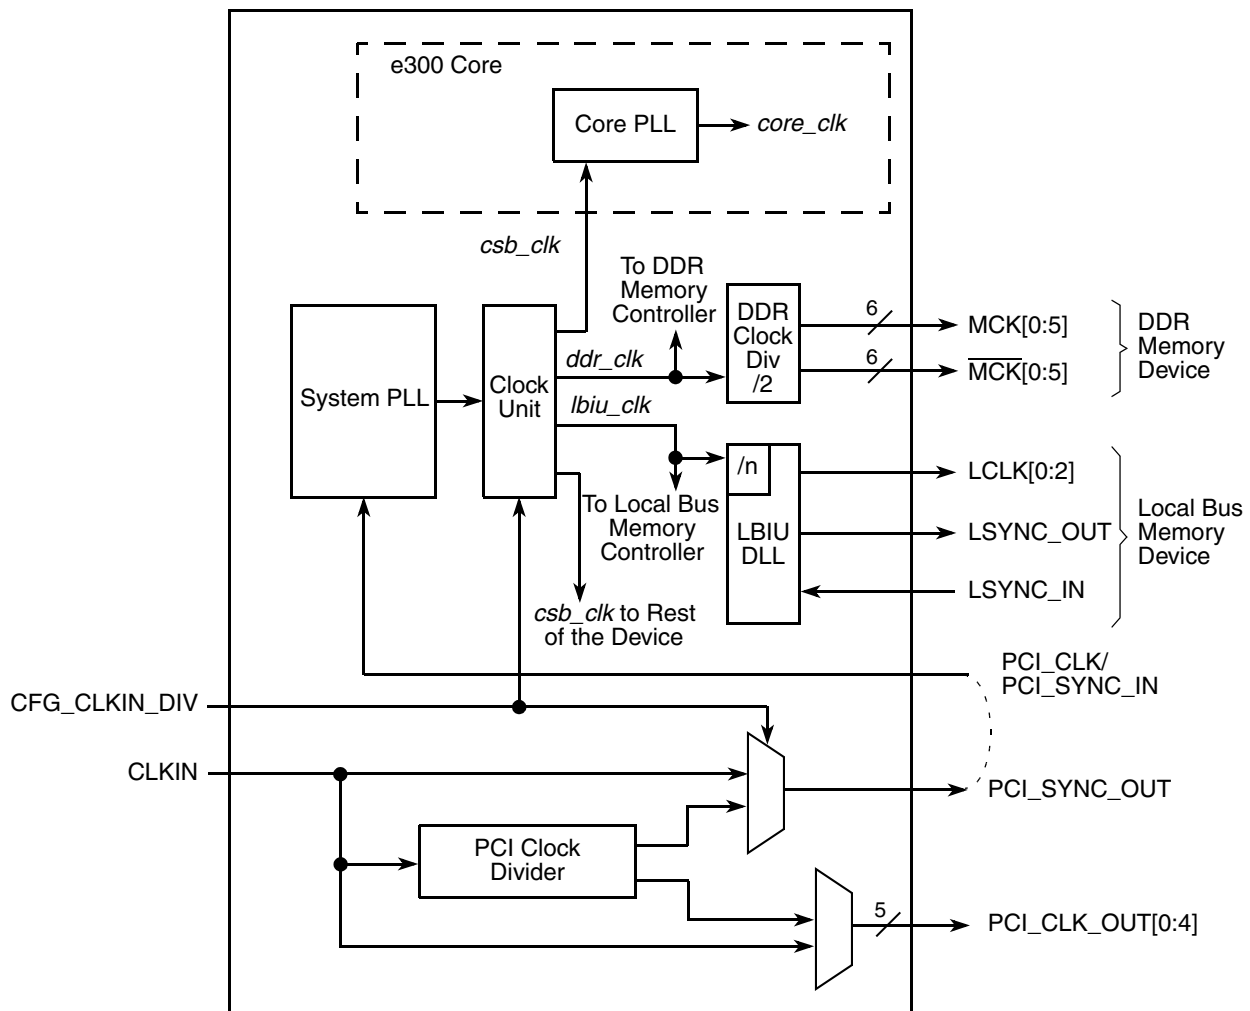 e300 Core
Core PLL
core_clk
csb_clk
To DDR
Memory
Controller
DDR
Clock
Div
/2
6
MCK[0:5]
6
MCK[0:5]
DDR
Memory
Device
System PLL
Clock
Unit
ddr_clk
lbiu_clk
/n
LBIU
DLL
LCLK[0:2]
LSYNC_OUT
LSYNC_IN
Local Bus
Memory
Device
To Local Bus
Memory
Controller
csb_clk to Rest
of the Device
PCI_CLK/
PCI_SYNC_IN
CFG_CLKIN_DIV
CLKIN
PCI_SYNC_OUT
PCI Clock
Divider
5
PCI_CLK_OUT[0:4]